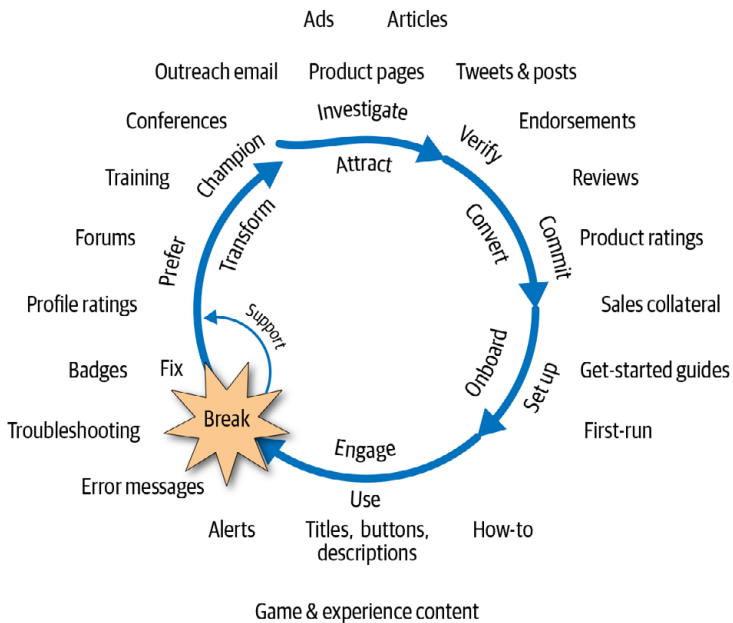 Ads
Articles
Outreach email
Product pages
Tweets & posts
Investigate
Conferences
Champion
Verify
Endorsements
Attract
Training
Reviews
Transform
Convert
Commit
Forums
Prefer
Product ratings
Profile ratings
Support
Sales collateral
Badges
Fix
Onboard
Set up
Get-started guides
Break
Troubleshooting
First-run
Engage
Error messages
Use
Alerts
Titles, buttons,
descriptions
How-to
Game & experience content